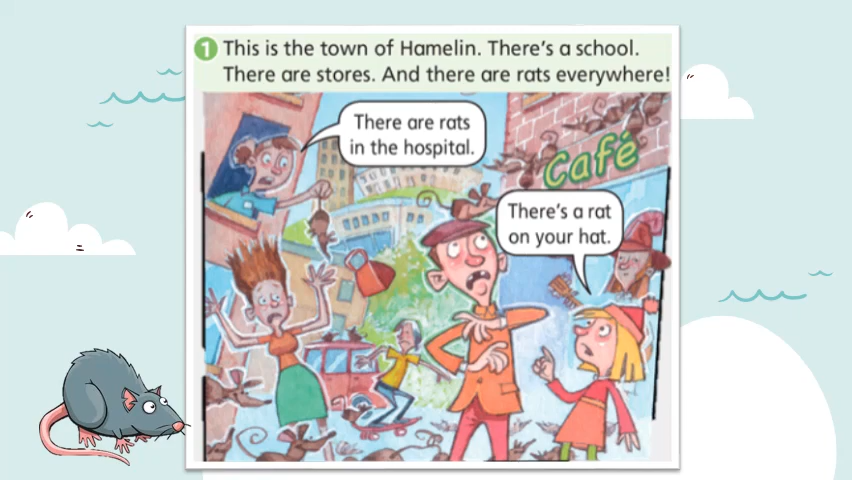 1 This is the town of Hamelin. There's a school.
There are stores. And there are rats everywhere!
There are rats
in the hospital.
Café
There's a rat
on your hat.